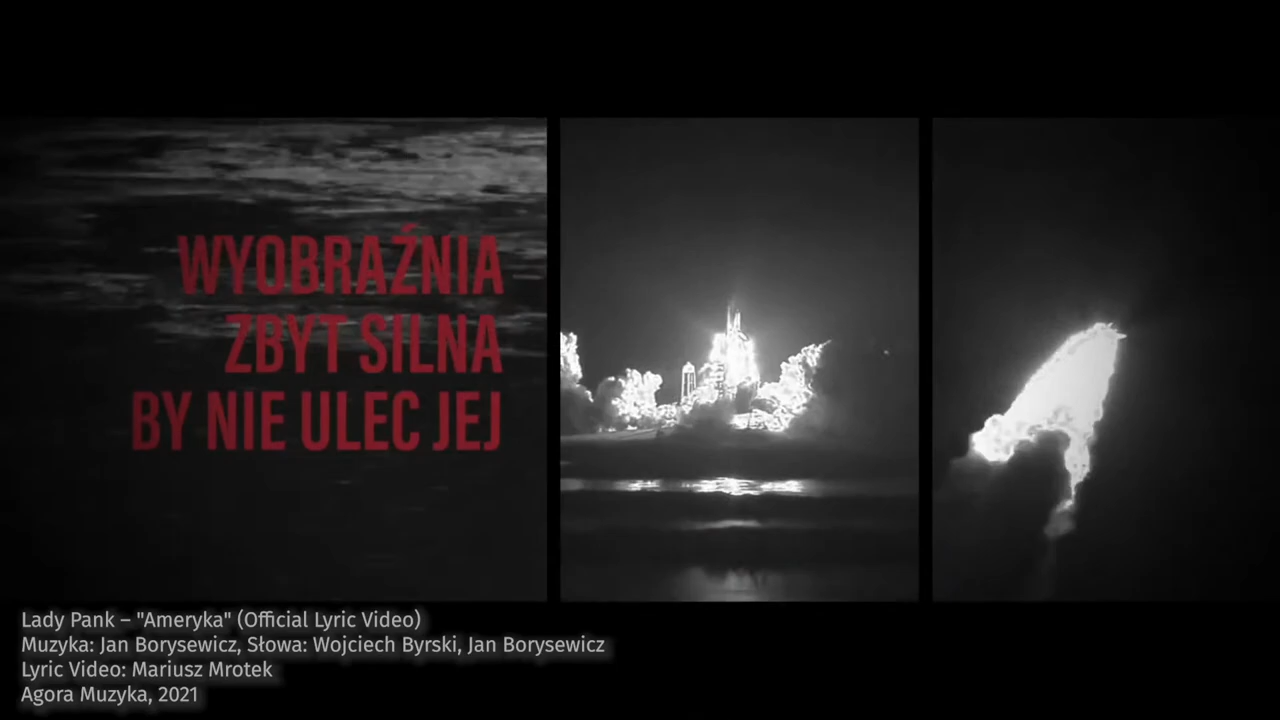 WYOBRAŹNIA
ZBYT SILNA
BY NIE ULEC JEJ
Lady Pank – "Ameryka" (Official Lyric Video)
Muzyka: Jan Borysewicz, Słowa: Wojciech Byrski, Jan Borysewicz
Lyric Video: Mariusz Mrotek
Agora Muzyka, 2021